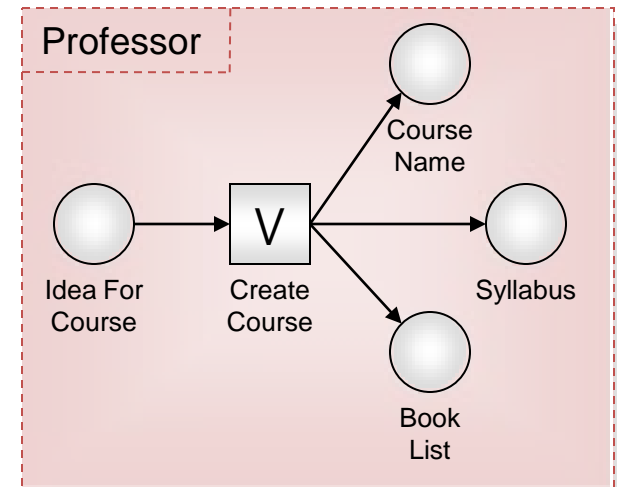 Professor
Course
Name
V
Idea For
Course
Create
Course
Syllabus
Book
List